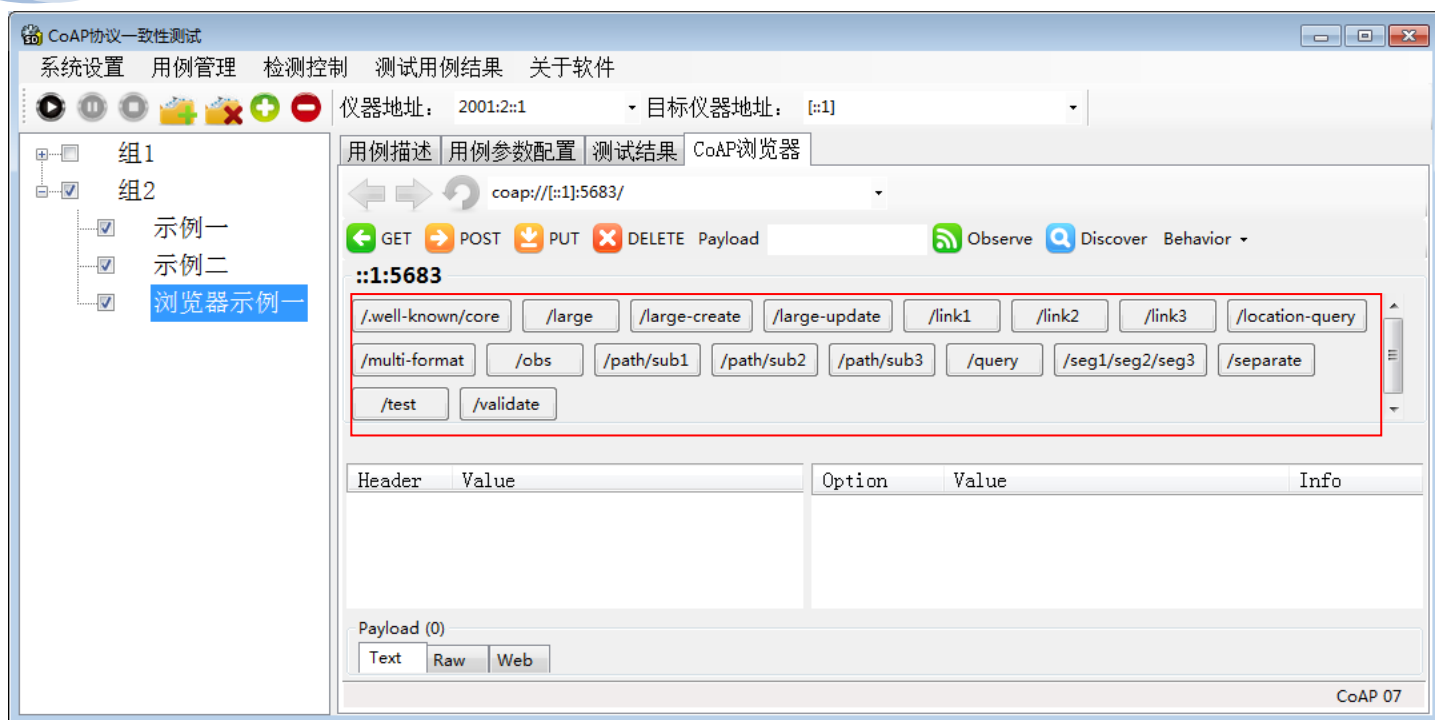 CoAP协议一致性测试
系统设置 用例管理 检测控制 测试用例结果 关于软件
仪器地址： 2001:2::1 目标仪器地址： [::1]
组1
组2
示例一
示例二
浏览器示例一
用例描述 用例参数配置 测试结果 CoAP浏览器
coap://[::1]:5683/
GET POST PUT DELETE Payload Observe Discover Behavior
::1:5683
/.well-known/core /large /large-create /large-update /link1 /link2 /link3 /location-query
/multi-format /obs /path/sub1 /path/sub2 /path/sub3 /query /seg1/seg2/seg3 /separate
/test /validate
Header Value Option Value Info
Payload (0)
Text Raw Web
CoAP 07